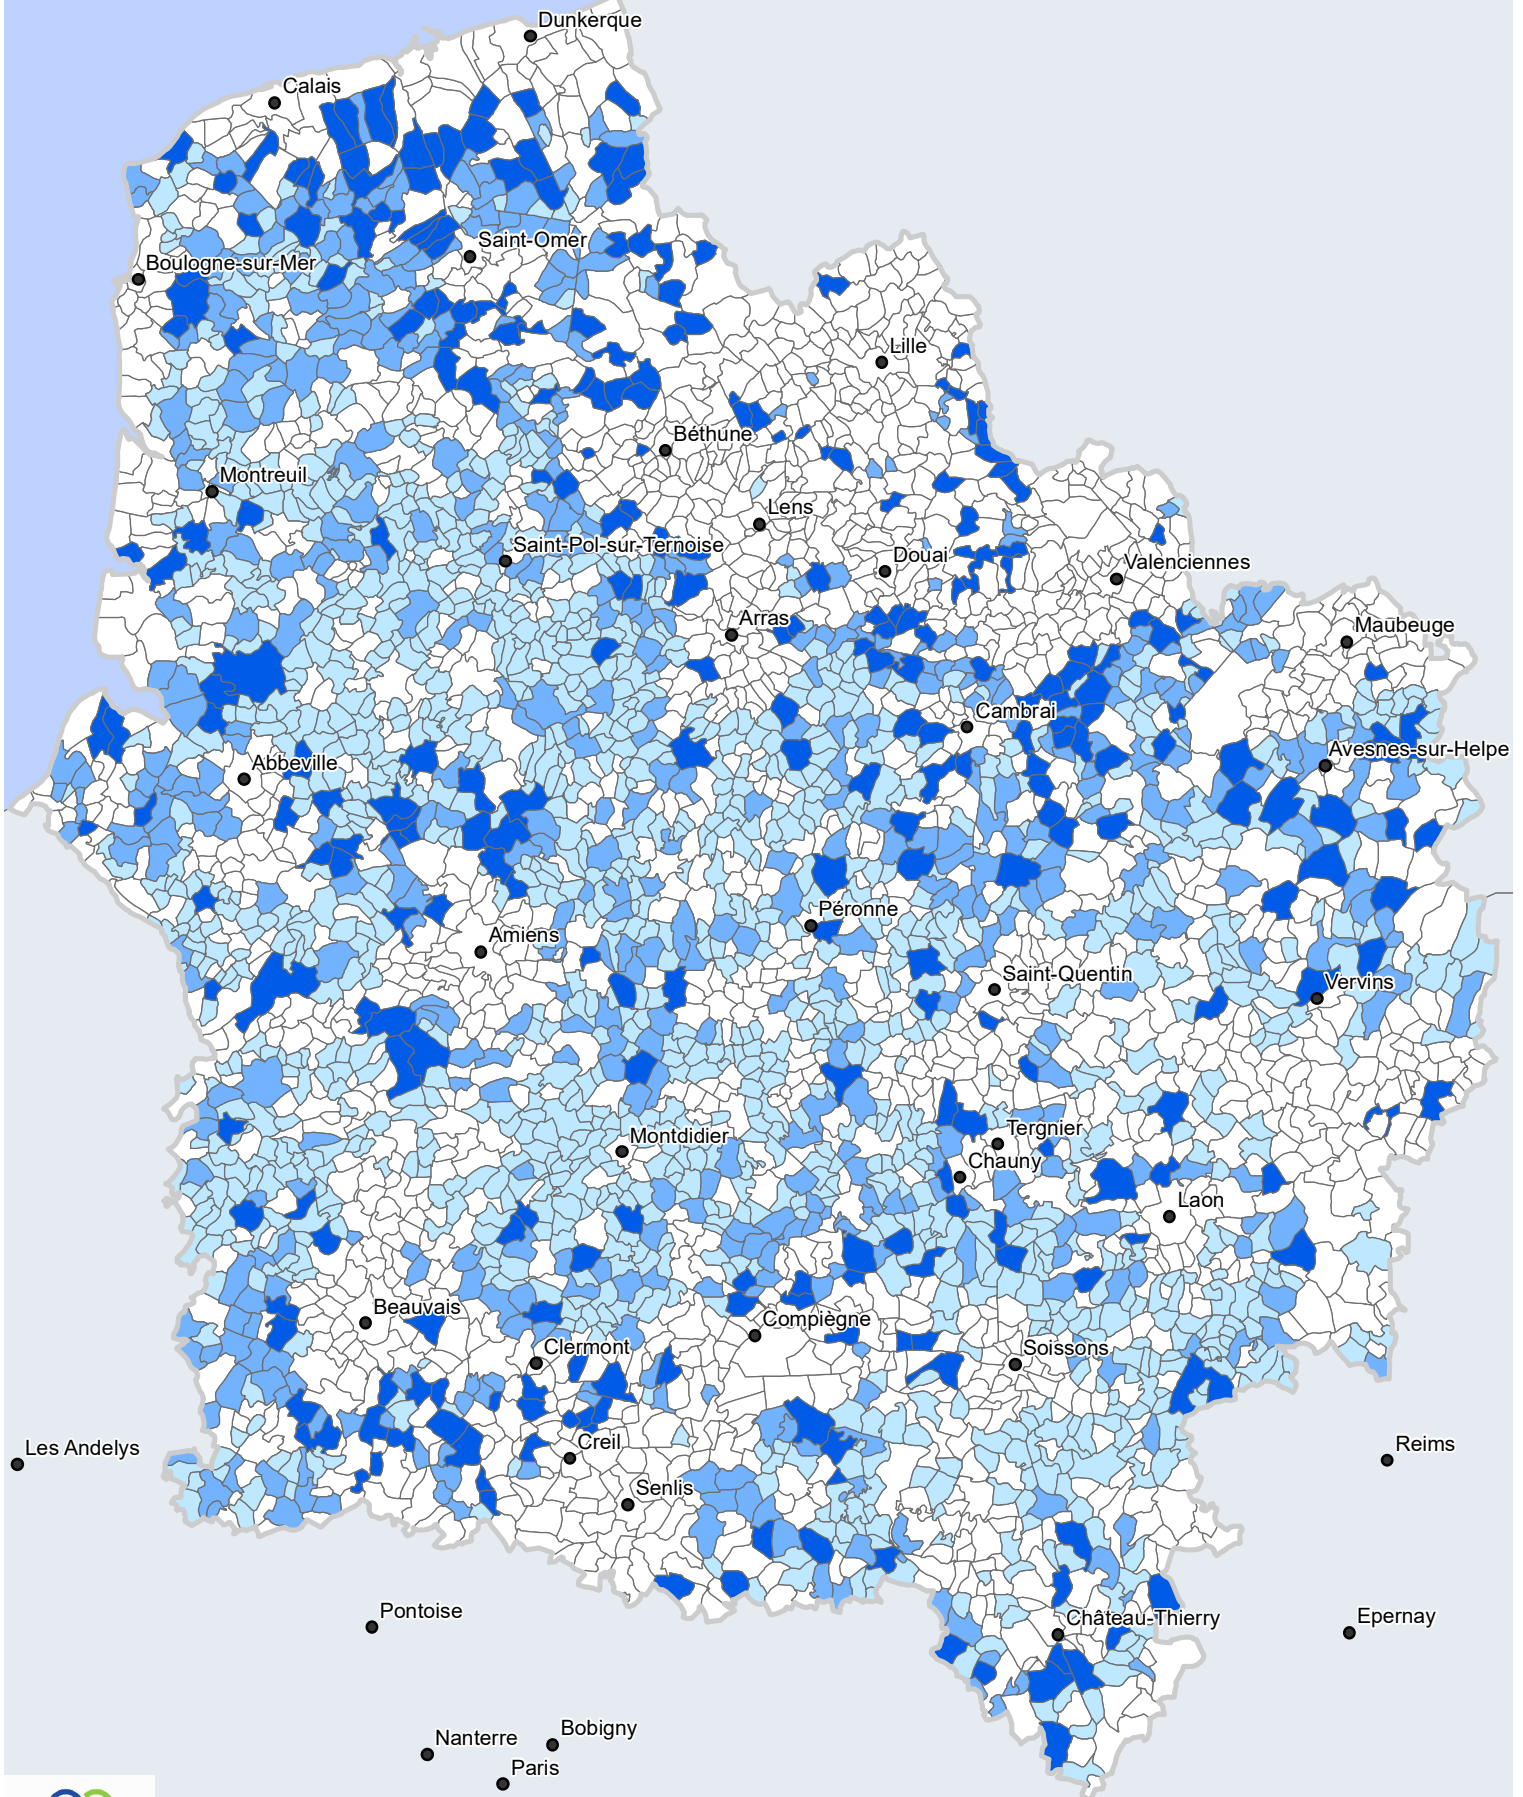 Dunkerque
Calais
Saint-Omer
Boulogne-sur-Mer
Lille
Béthune
Montreuil
Lens
Saint-Pol-sur-Ternoise
Douai
Valenciennes
Arras
Maubeuge
Cambrai
Avesnes-sur-Helpe
Abbeville
Péronne
Amiens
Saint-Quentin
Vervins
Tergnier
Montdidier
Chauny
Laon
Beauvais
Compiègne
Clermont
Soissons
Creil
Les Andelys
Reims
Senlis
Pontoise
Château-Thierry
Epernay
Bobigny
Nanterre
Paris